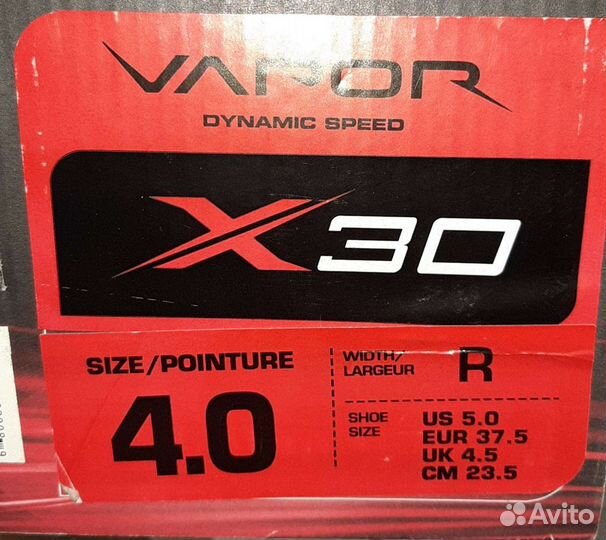 VAPOR
DYNAMIC SPEED
X30
SIZE/POINTURE
4.0
WIDTH/
LARGEUR
R
SHOE
SIZE
US 5.0
EUR 37.5
UK 4.5
CM 23.5
Avito